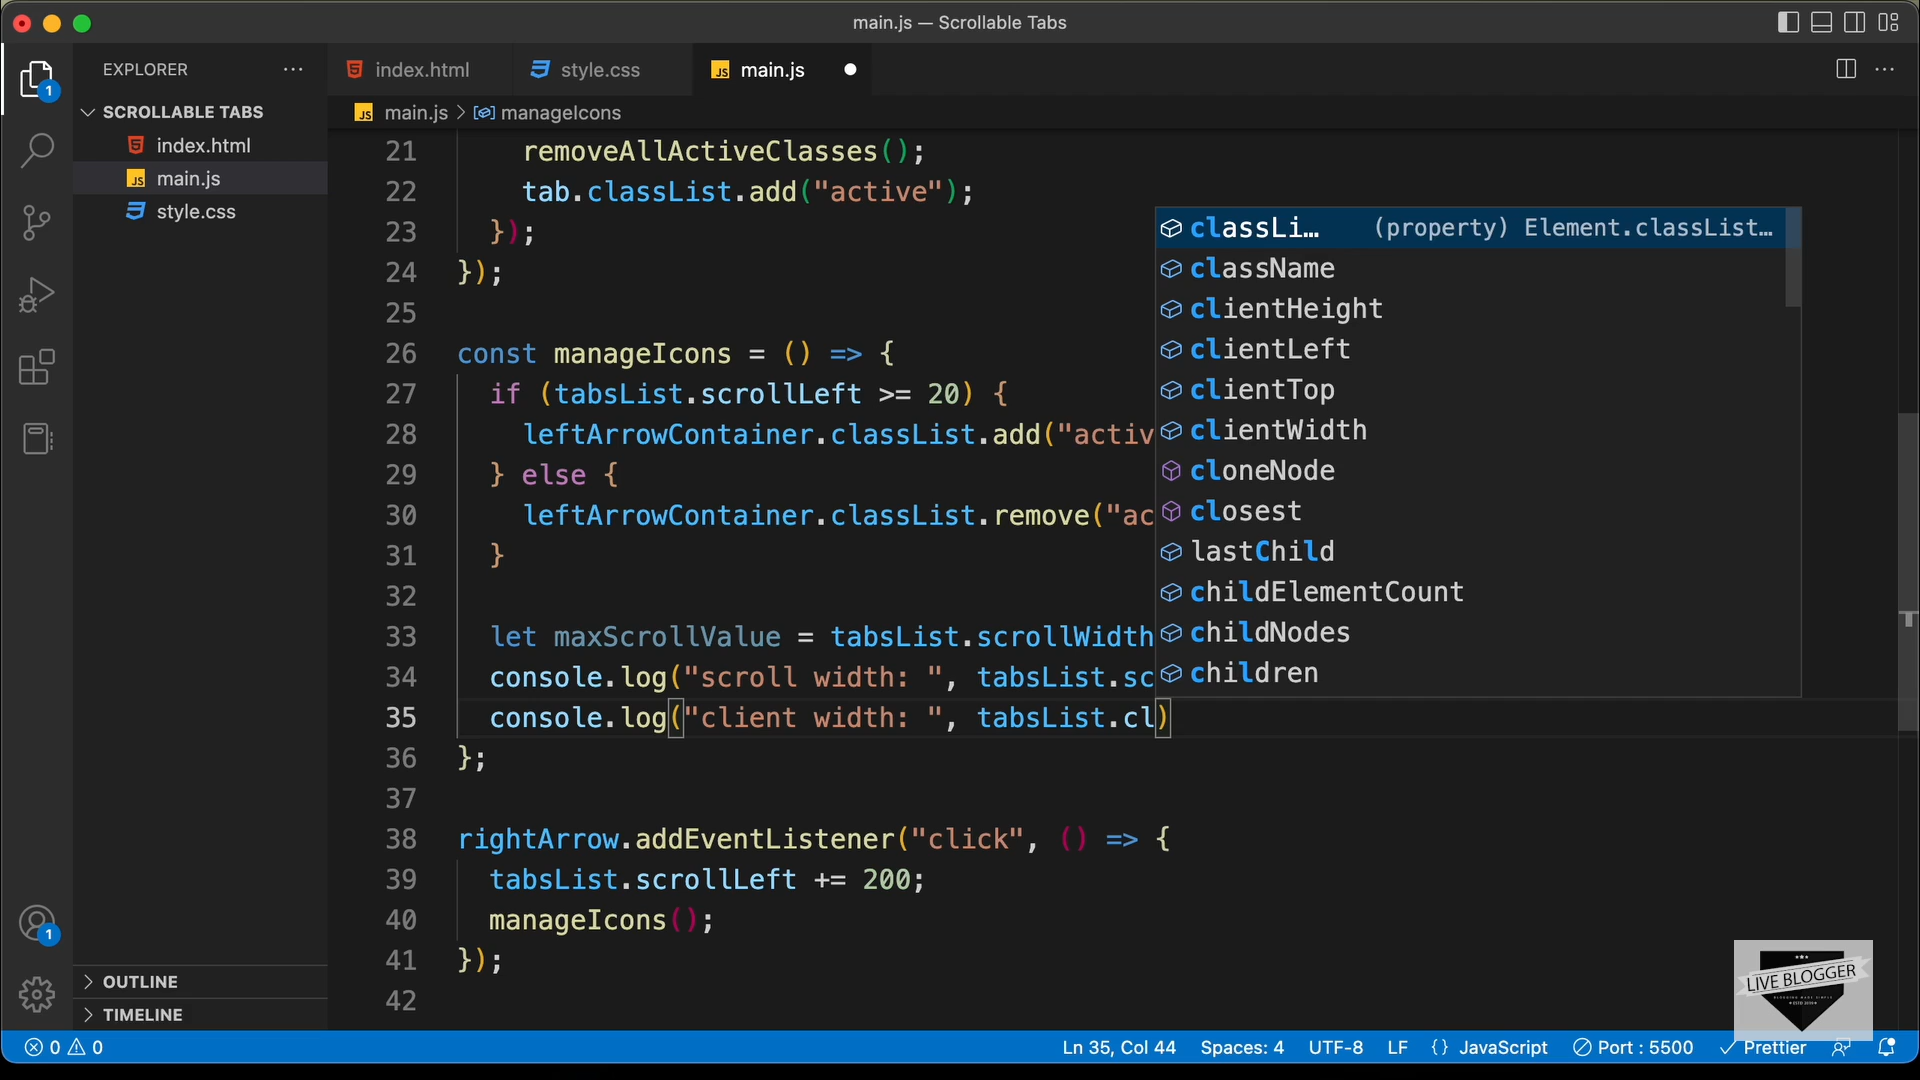 main.js — Scrollable Tabs
EXPLORER
SCROLLABLE TABS
index.html
main.js
style.css
OUTLINE
TIMELINE
1
1
index.html
style.css
main.js
main.js > manageIcons
21 removeAllActiveClasses();
22 tab.classList.add("active");
23 });
24 });
25
26 const manageIcons = () => {
27 if (tabsList.scrollLeft >= 20) {
28 leftArrowContainer.classList.add("activ
29 } else {
30 leftArrowContainer.classList.remove("ac
31 }
32
33 let maxScrollValue = tabsList.scrollWidth
34 console.log("scroll width: ", tabsList.sc
35 console.log("client width: ", tabsList.cl)
36 };
37
38 rightArrow.addEventListener("click", () => {
39 tabsList.scrollLeft += 200;
40 manageIcons();
41 });
42
classLi… (property) Element.classList…
className
clientHeight
clientLeft
clientTop
clientWidth
cloneNode
closest
lastChild
childElementCount
childNodes
children
LIVE BLOGGER
0 0
Ln 35, Col 44 Spaces: 4 UTF-8 LF {} JavaScript Port : 5500 Prettier